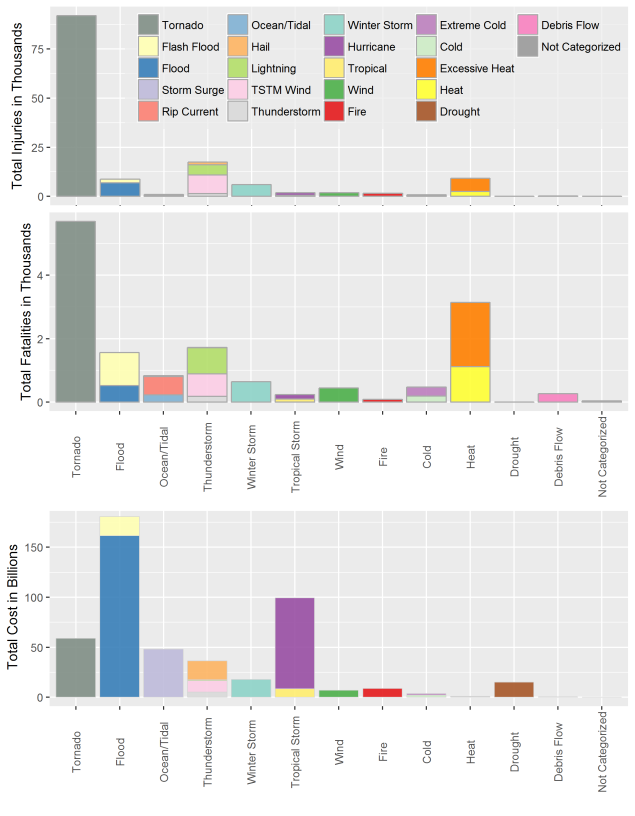 Total Injuries in Thousands
75
50
25
0
Tornado Ocean/Tidal Winter Storm Extreme Cold Debris Flow
Flash Flood Hail Hurricane Cold Not Categorized
Flood Lightning Tropical Excessive Heat
Storm Surge TSTM Wind Wind Heat
Rip Current Thunderstorm Fire Drought
Total Fatalities in Thousands
4
2
0
Tornado
Flood
Ocean/Tidal
Thunderstorm
Winter Storm
Tropical Storm
Wind
Fire
Cold
Heat
Drought
Debris Flow
Not Categorized
Total Cost in Billions
150
100
50
0
Tornado
Flood
Ocean/Tidal
Thunderstorm
Winter Storm
Tropical Storm
Wind
Fire
Cold
Heat
Drought
Debris Flow
Not Categorized